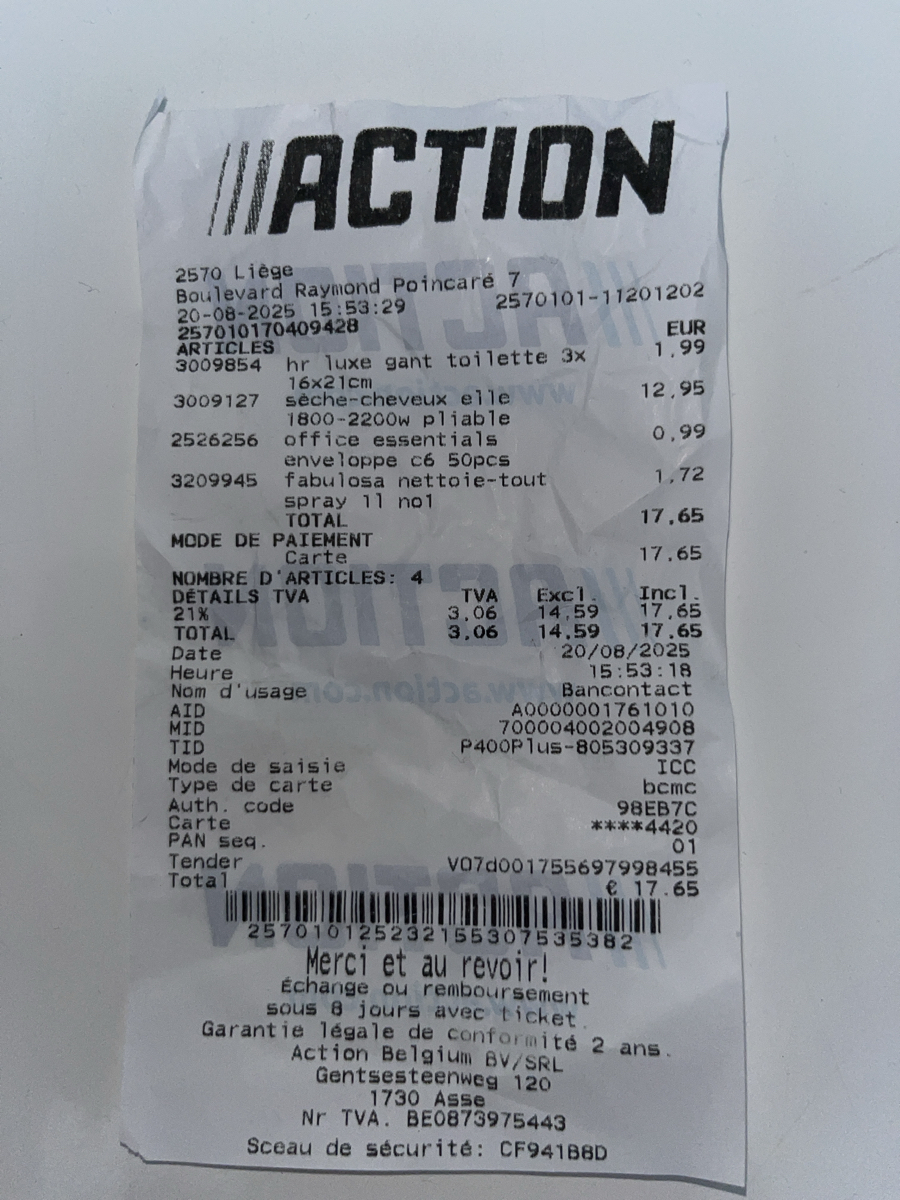 ACTION
2570 Liège
Boulevard Raymond Poincaré 7
20-08-2025 15:53:29 2570101-11201202
257010170409428 EUR
ARTICLES
3009854 hr luxe gant toilette 3x 1,99
16x21cm
3009127 sèche-cheveux elle 12,95
1800-2200w pliable
2526256 office essentials 0,99
enveloppe c6 50pcs
3209945 fabulosa nettoie-tout 1,72
spray 1l no1
TOTAL 17,65
MODE DE PAIEMENT
Carte 17,65
NOMBRE D'ARTICLES: 4
DÉTAILS TVA TVA Excl. Incl.
21% 3,06 14,59 17,65
TOTAL 3,06 14,59 17,65
Date 20/08/2025
Heure 15:53:18
Nom d'usage Bancontact
AID A0000001761010
MID 700004002004908
TID P400Plus-805309337
Mode de saisie ICC
Type de carte bcmc
Auth. code 98EB7C
Carte ****4420
PAN seq. 01
Tender V07d001755697998455
Total € 17.65
257010125232155307535382
Merci et au revoir!
Échange ou remboursement
sous 8 jours avec ticket.
Garantie légale de conformité 2 ans.
Action Belgium BV/SRL
Gentsesteenweg 120
1730 Asse
Nr TVA. BE0873975443
Sceau de sécurité: CF941B8D